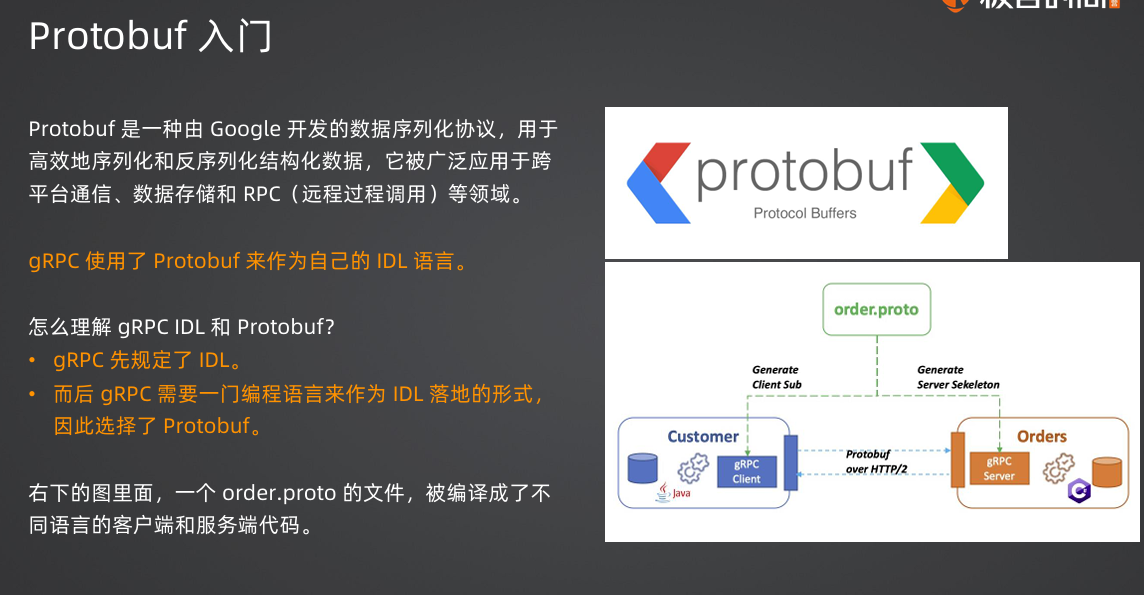 Protobuf 入门
Protobuf 是一种由 Google 开发的数据序列化协议，用于
高效地序列化和反序列化结构化数据，它被广泛应用于跨
平台通信、数据存储和 RPC（远程过程调用）等领域。
gRPC 使用了 Protobuf 来作为自己的 IDL 语言。
怎么理解 gRPC IDL 和 Protobuf？
• gRPC 先规定了 IDL。
• 而后 gRPC 需要一门编程语言来作为 IDL 落地的形式，
因此选择了 Protobuf。
右下的图里面，一个 order.proto 的文件，被编译成了不
同语言的客户端和服务端代码。
protobuf
Protocol Buffers
order.proto
Generate
Client Sub
Generate
Server Sekeleton
Customer
gRPC
Client
Java
Protobuf
over HTTP/2
Orders
gRPC
Server
C